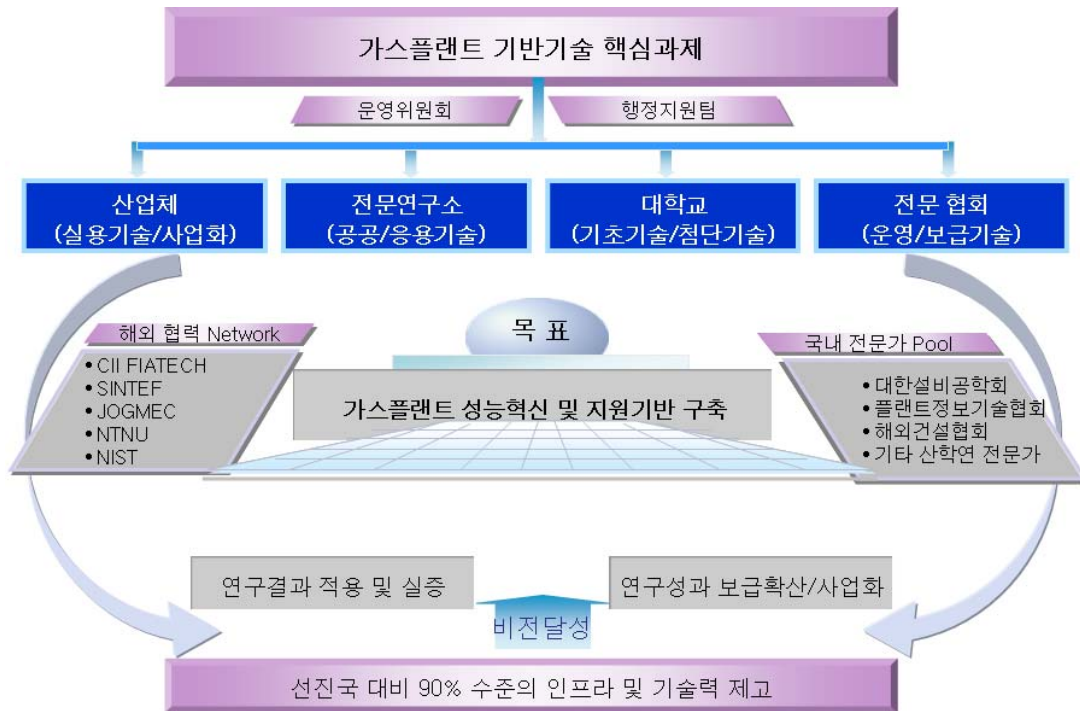 가스플랜트 기반기술 핵심과제
운영위원회
행정지원팀
산업체
(실용기술/사업화)
전문연구소
(공공/응용기술)
대학교
(기초기술/첨단기술)
전문 협회
(운영/보급기술)
해외 협력 Network
• CII FIATECH
• SINTEF
• JOGMEC
• NTNU
• NIST
목 표
가스플랜트 성능혁신 및 지원기반 구축
국내 전문가 Pool
• 대한설비공학회
• 플랜트정보기술협회
• 해외건설협회
• 기타 산학연 전문가
연구결과 적용 및 실증
연구성과 보급확산/사업화
비전달성
선진국 대비 90% 수준의 인프라 및 기술력 제고